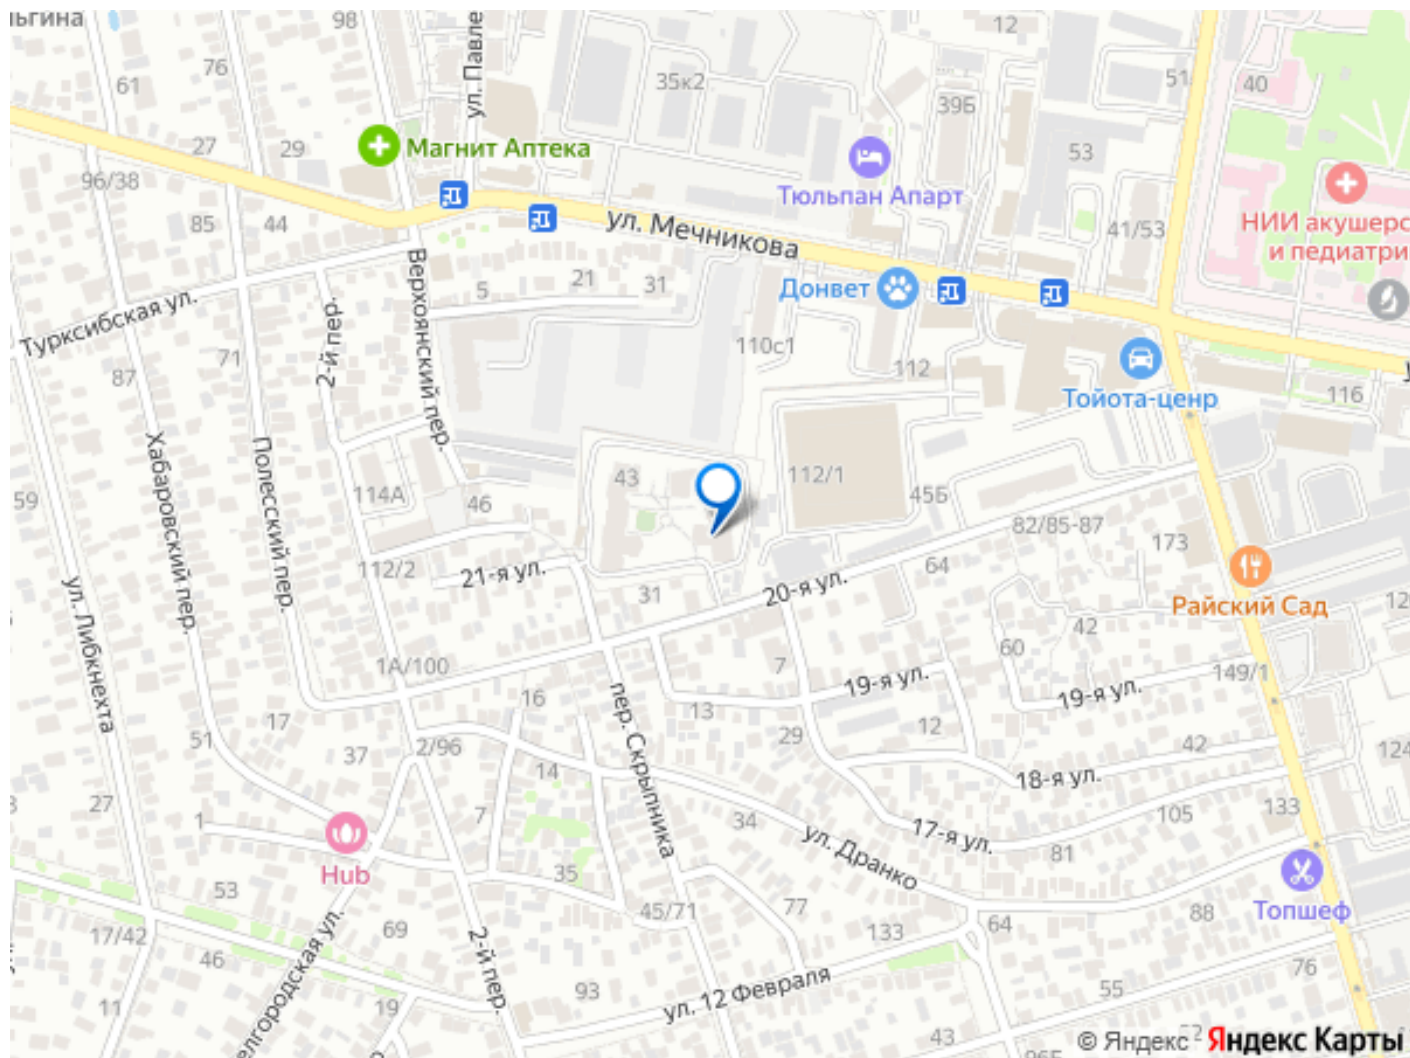 ьгина
98
ул. Павле
12
76
61
35к2
39Б
51
40
27
29
Магнит Аптека
53
96/38
Тюльпан Апарт
85
44
ул. Мечникова
41/53
НИИ акушерс
и педиатри
Верхоянский пер.
5
21
31
Донвет
Турксибская ул.
2-й пер.
110с1
71
87
112
Тойота-ценр
116
Хабаровский пер.
Полесский пер.
59
114А
46
43
112/1
45Б
82/85-87
173
112/2
21-я ул.
31
20-я ул.
64
ул. Либкнехта
Райский Сад
42
60
1А/100
7
19-я ул.
19-я ул.
149/1
16
пер. Скрыпника
13
17
51
37
2/96
29
12
42
124
14
18-я ул.
27
1
7
34
105
133
Hub
ул. Дранко
17-я ул.
81
35
53
Топшеф
45/71
77
88
17/42
69
133
64
46
2-й пер.
елгородская ул.
93
ул. 12 Февраля
76
55
11
19
43
© Яндекс
Яндекс Карты